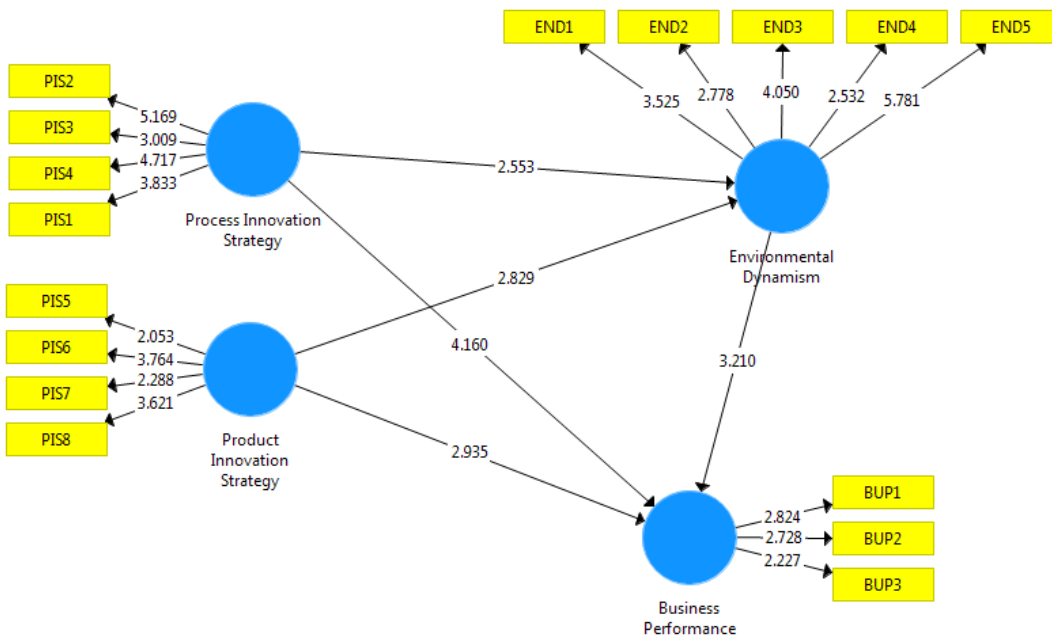 END1
END2
END3
END4
END5
3.525
2.778
4.050
2.532
5.781
PIS2
PIS3
PIS4
PIS1
5.169
3.009
4.717
3.833
Process Innovation
Strategy
2.553
Environmental
Dynamism
2.829
PIS5
PIS6
PIS7
PIS8
2.053
3.764
2.288
3.621
Product
Innovation
Strategy
4.160
3.210
2.935
BUP1
BUP2
BUP3
2.824
2.728
2.227
Business
Performance